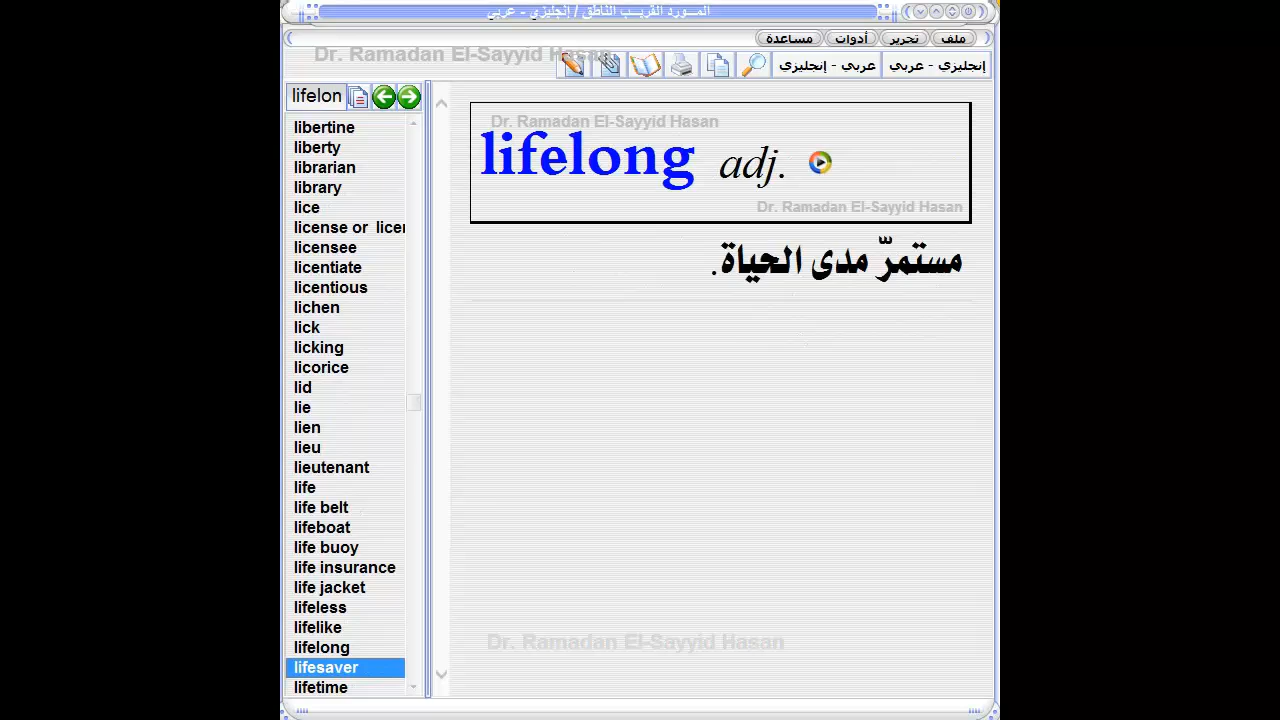 المــورد القريــب الناطق / إنجليزي - عربي
ملف تحرير أدوات مساعدة
Dr. Ramadan El-Sayyid Hasan
إنجليزي - عربي عربي - إنجليزي
lifelon
libertine
liberty
librarian
library
lice
license or licer
licensee
licentiate
licentious
lichen
lick
licking
licorice
lid
lie
lien
lieu
lieutenant
life
life belt
lifeboat
life buoy
life insurance
life jacket
lifeless
lifelike
lifelong
lifesaver
lifetime
Dr. Ramadan El-Sayyid Hasan
lifelong adj.
Dr. Ramadan El-Sayyid Hasan
مستمرّ مدى الحياة.
Dr. Ramadan El-Sayyid Hasan